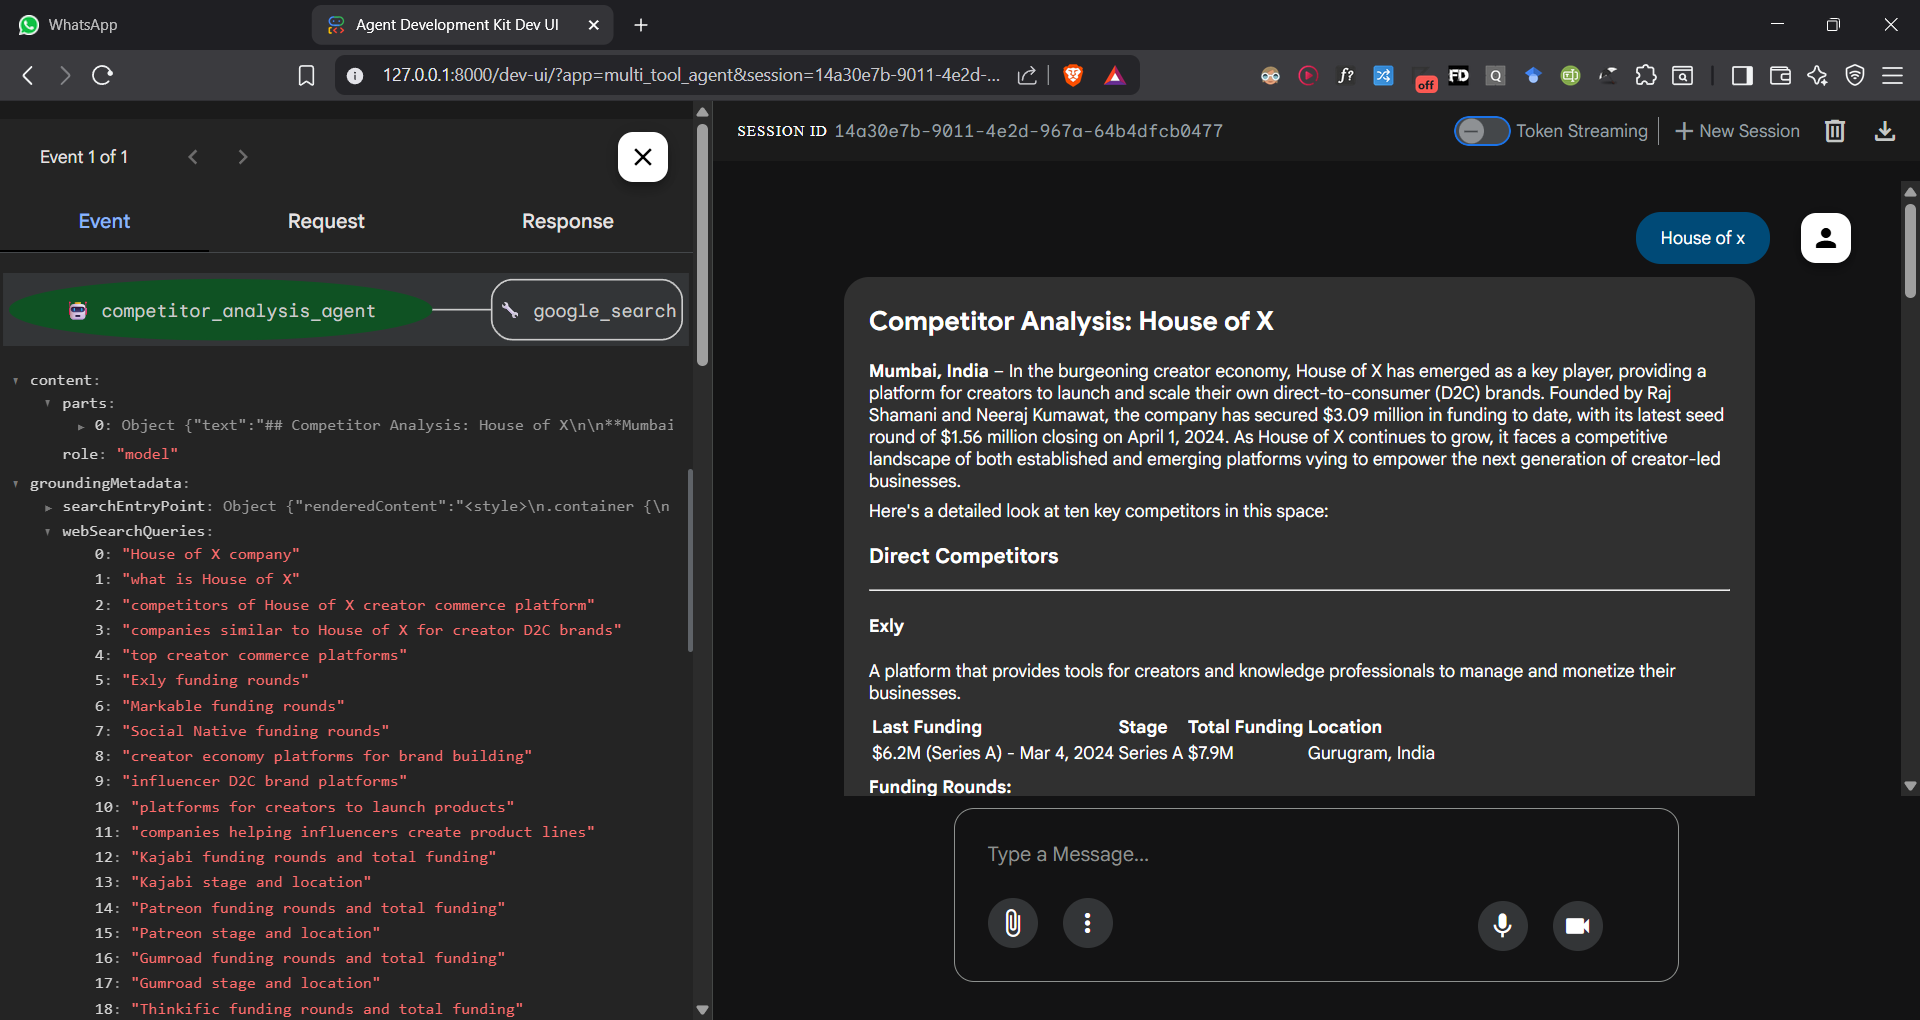 WhatsApp
Agent Development Kit Dev UI
127.0.0.1:8000/dev-ui/?app=multi_tool_agent&session=14a30e7b-9011-4e2d-...
f?
off
FD
Q
Event 1 of 1
Event
Request
Response
competitor_analysis_agent
google_search
content:
parts:
0: Object {"text":"## Competitor Analysis: House of X\n\n**Mumbai
role: "model"
groundingMetadata:
searchEntryPoint: Object {"renderedContent":"<style>\n.container {\n
webSearchQueries:
0: "House of X company"
1: "what is House of X"
2: "competitors of House of X creator commerce platform"
3: "companies similar to House of X for creator D2C brands"
4: "top creator commerce platforms"
5: "Exly funding rounds"
6: "Markable funding rounds"
7: "Social Native funding rounds"
8: "creator economy platforms for brand building"
9: "influencer D2C brand platforms"
10: "platforms for creators to launch products"
11: "companies helping influencers create product lines"
12: "Kajabi funding rounds and total funding"
13: "Kajabi stage and location"
14: "Patreon funding rounds and total funding"
15: "Patreon stage and location"
16: "Gumroad funding rounds and total funding"
17: "Gumroad stage and location"
18: "Thinkific funding rounds and total funding"
SESSION ID 14a30e7b-9011-4e2d-967a-64b4dfcb0477
Token Streaming
New Session
House of x
Competitor Analysis: House of X
Mumbai, India – In the burgeoning creator economy, House of X has emerged as a key player, providing a
platform for creators to launch and scale their own direct-to-consumer (D2C) brands. Founded by Raj
Shamani and Neeraj Kumawat, the company has secured $3.09 million in funding to date, with its latest seed
round of $1.56 million closing on April 1, 2024. As House of X continues to grow, it faces a competitive
landscape of both established and emerging platforms vying to empower the next generation of creator-led
businesses.
Here's a detailed look at ten key competitors in this space:
Direct Competitors
Exly
A platform that provides tools for creators and knowledge professionals to manage and monetize their
businesses.
Last Funding Stage Total Funding Location
$6.2M (Series A) - Mar 4, 2024 Series A $7.9M Gurugram, India
Funding Rounds:
Type a Message...